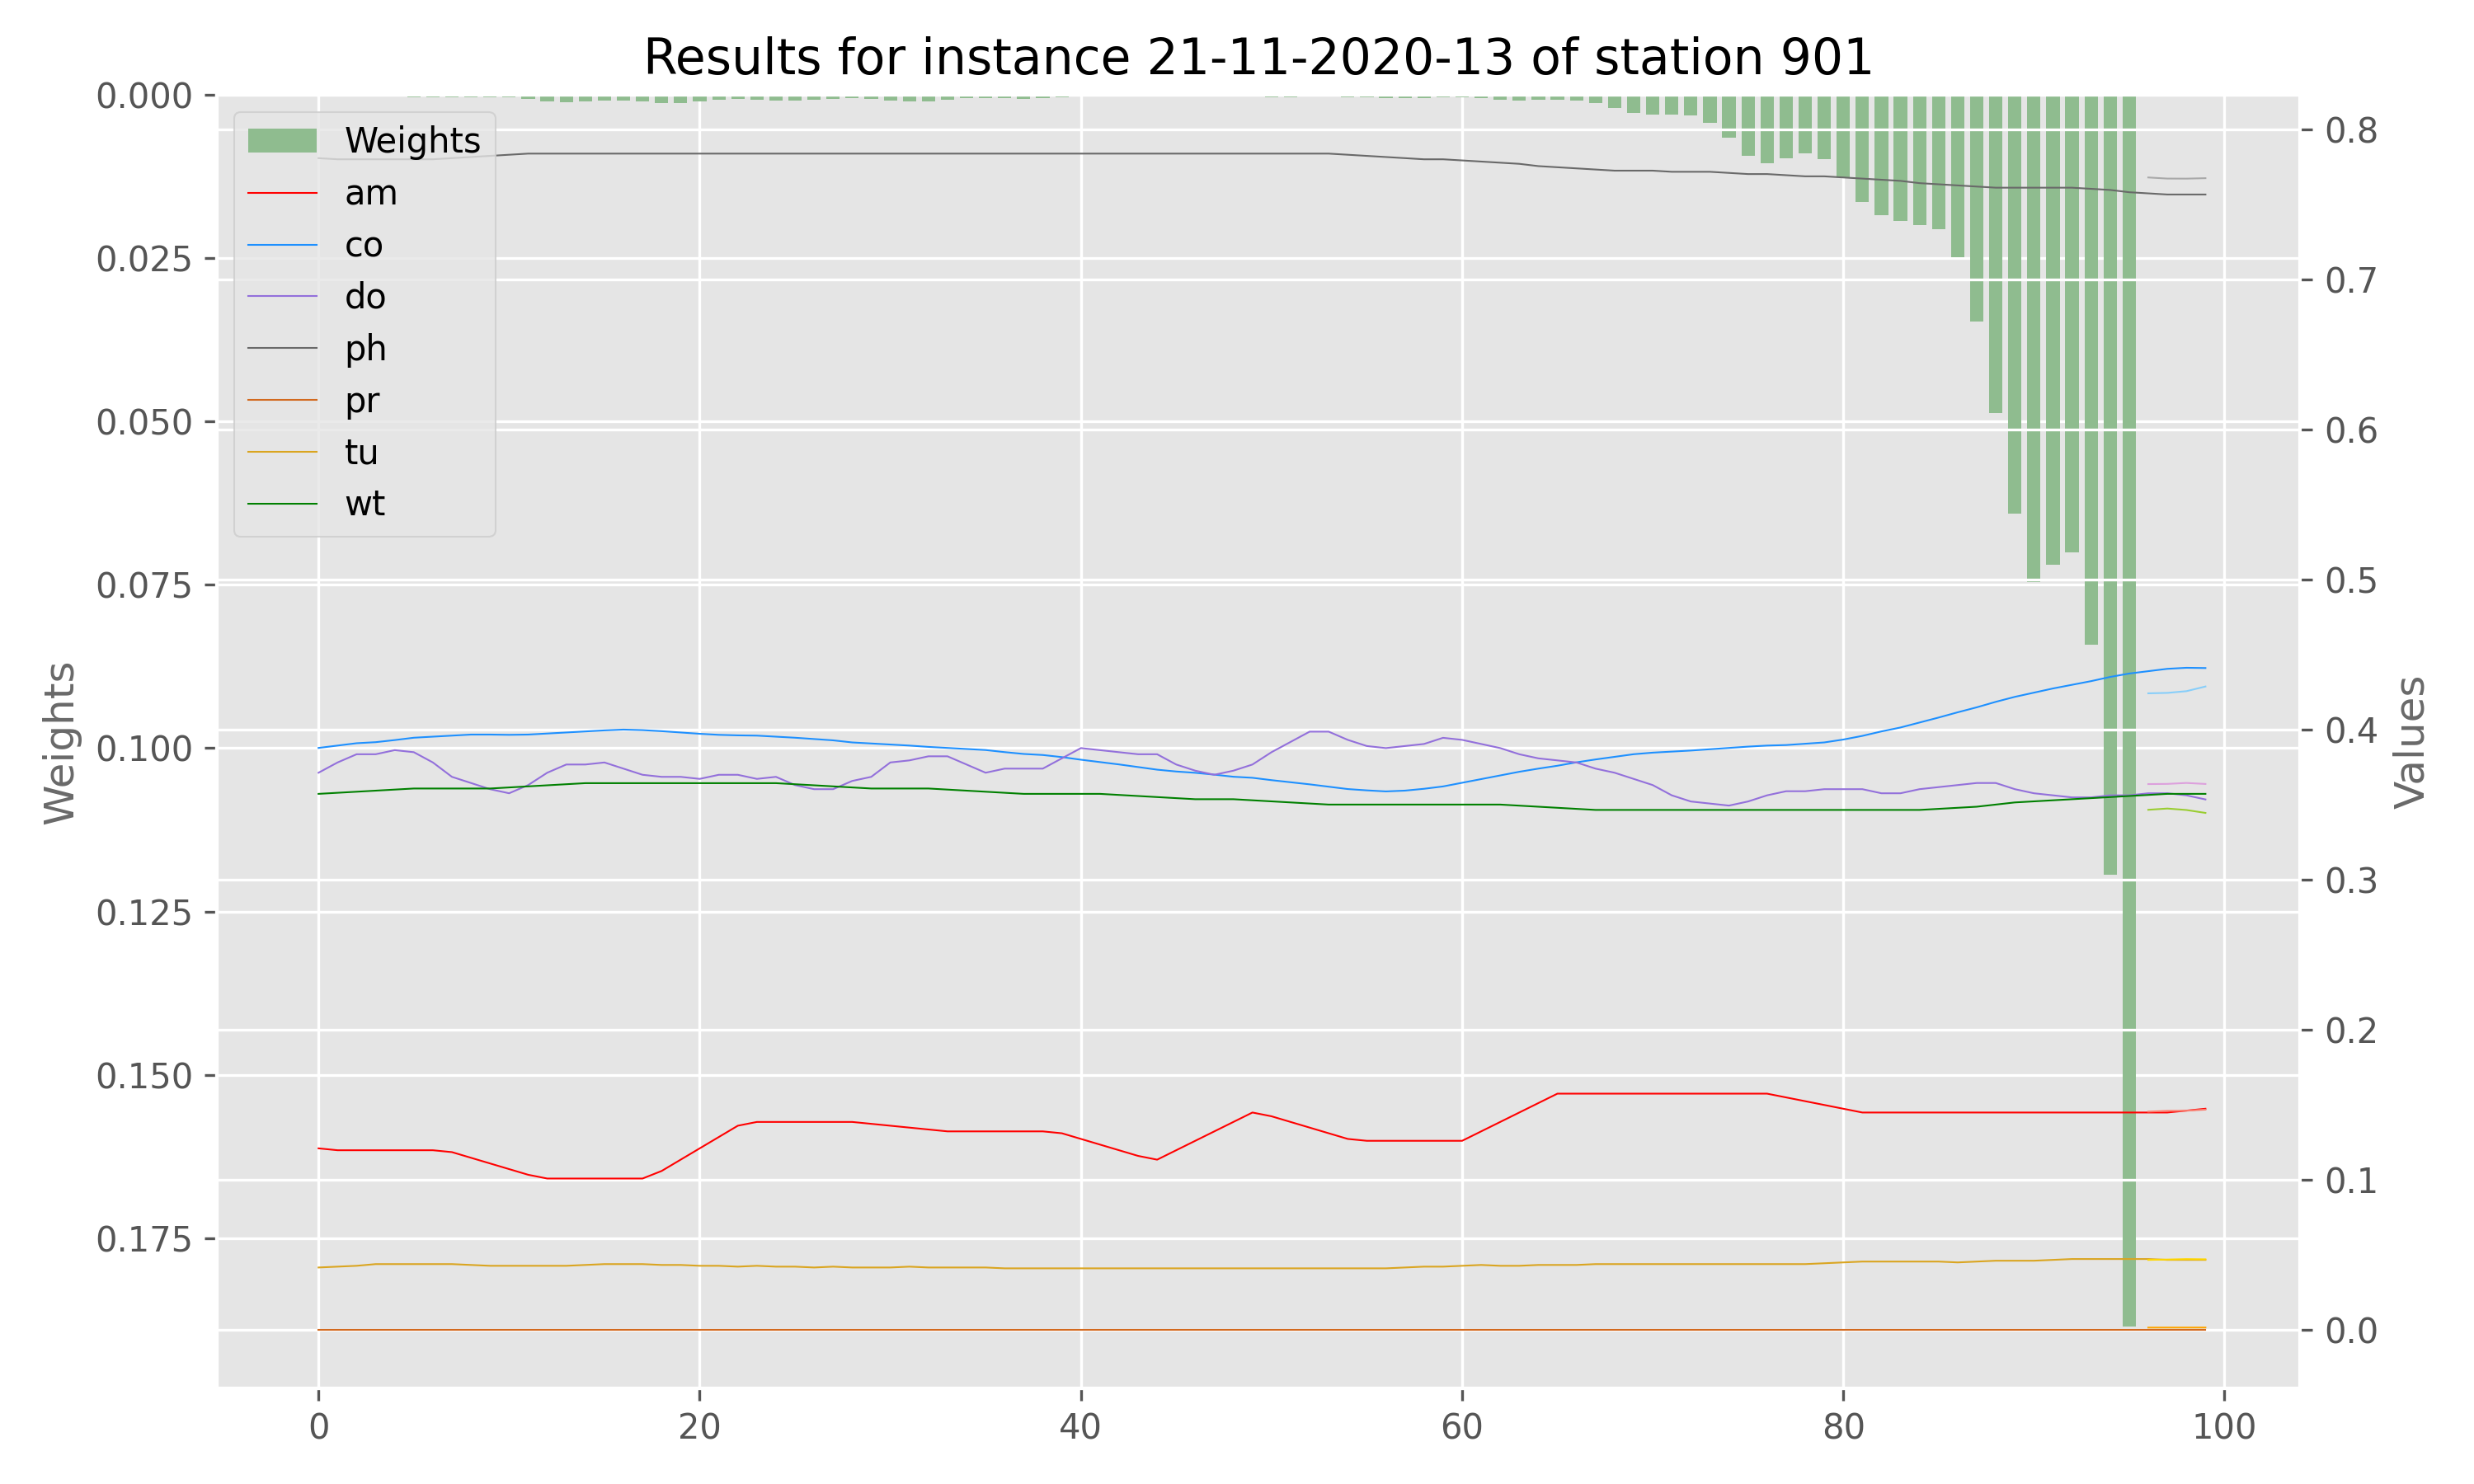 Results for instance 21-11-2020-13 of station 901
0.000
0.025
0.050
0.075
0.100
0.125
0.150
0.175
Weights
Weights
am
co
do
ph
pr
tu
wt
0.8
0.7
0.6
0.5
0.4
0.3
0.2
0.1
0.0
Values
0 20 40 60 80 100